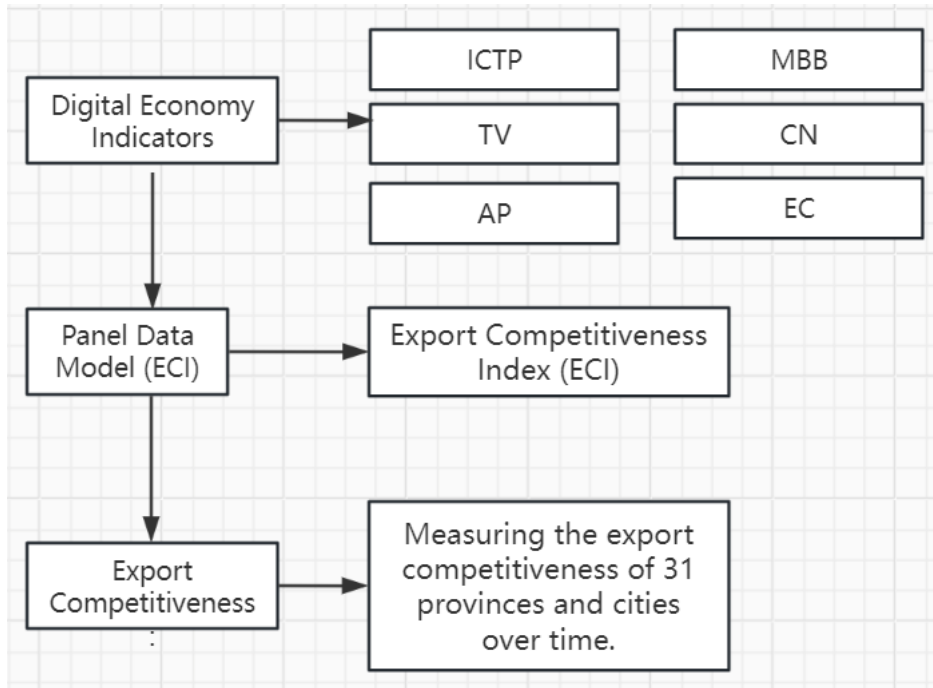 ICTP
MBB
Digital Economy
Indicators
TV
CN
AP
EC
Panel Data
Model (ECI)
Export Competitiveness
Index (ECI)
Export
Competitiveness
:
Measuring the export
competitiveness of 31
provinces and cities
over time.